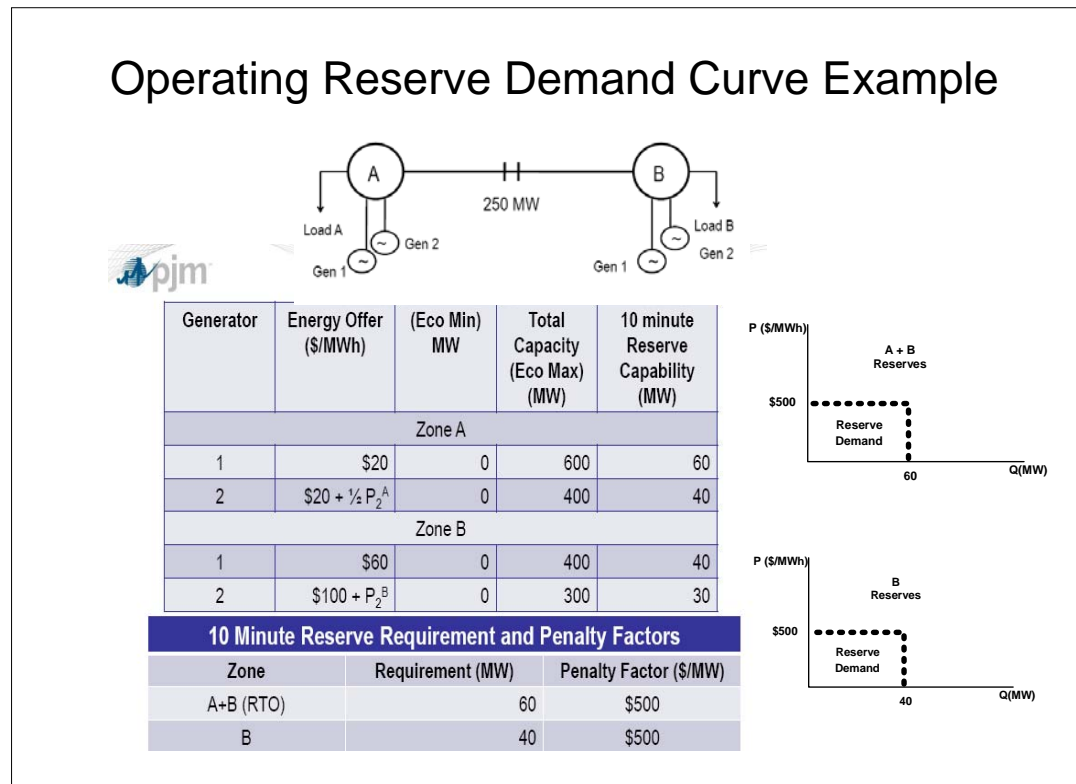 Operating Reserve Demand Curve Example
A
B
250 MW
Load A
Load B
Gen 2
Gen 2
Gen 1
Gen 1
pjm
Generator
Energy Offer
($/MWh)
(Eco Min)
MW
Total
Capacity
(Eco Max)
(MW)
10 minute
Reserve
Capability
(MW)
Zone A
1 $20 0 600 60
2 $20 + ½ P₂ᴬ 0 400 40
Zone B
1 $60 0 400 40
2 $100 + P₂ᴮ 0 300 30
10 Minute Reserve Requirement and Penalty Factors
Zone Requirement (MW) Penalty Factor ($/MW)
A+B (RTO) 60 $500
B 40 $500
P ($/MWh)
A + B
Reserves
$500
Reserve
Demand
Q(MW)
60
P ($/MWh)
B
Reserves
$500
Reserve
Demand
Q(MW)
40